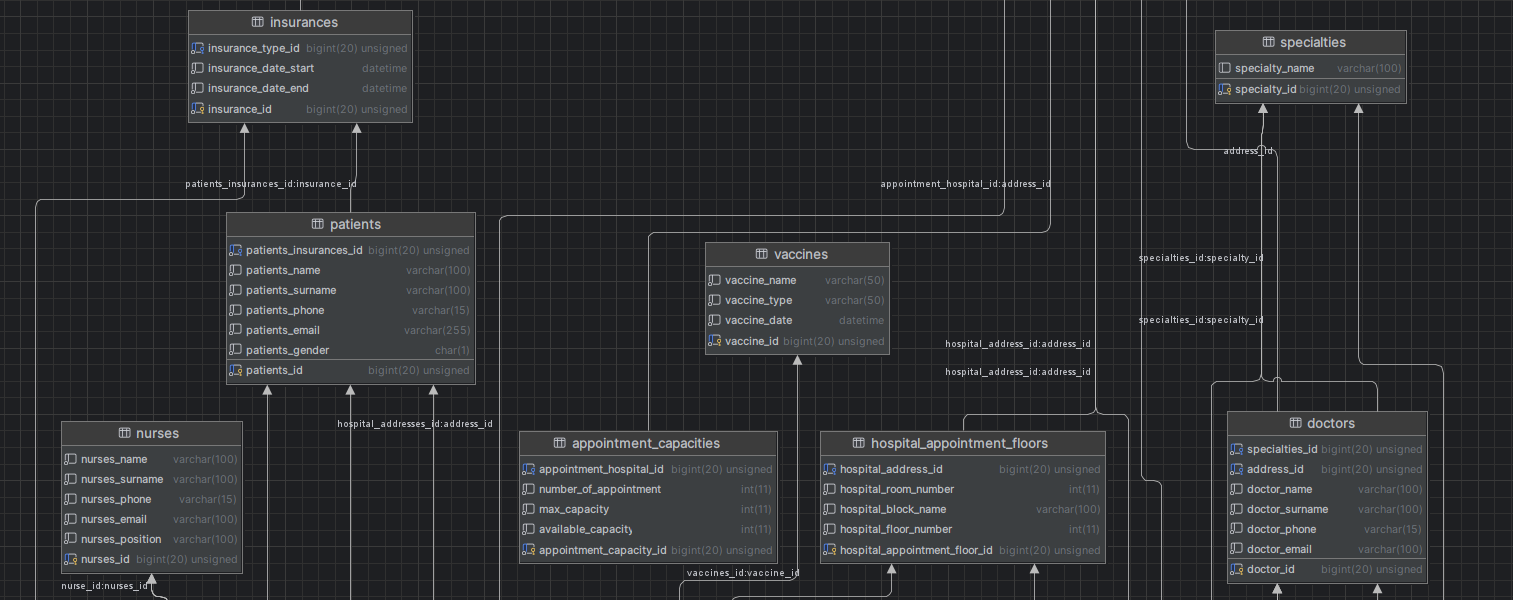 insurances
insurance_type_id bigint(20) unsigned
insurance_date_start datetime
insurance_date_end datetime
insurance_id bigint(20) unsigned
specialties
specialty_name varchar(100)
specialty_id bigint(20) unsigned
address_id
patients_insurances_id:insurance_id
appointment_hospital_id:address_id
patients
patients_insurances_id bigint(20) unsigned
patients_name varchar(100)
patients_surname varchar(100)
patients_phone varchar(15)
patients_email varchar(255)
patients_gender char(1)
patients_id bigint(20) unsigned
vaccines
vaccine_name varchar(50)
vaccine_type varchar(50)
vaccine_date datetime
vaccine_id bigint(20) unsigned
specialties_id:specialty_id
specialties_id:specialty_id
hospital_address_id:address_id
hospital_address_id:address_id
hospital_addresses_id:address_id
nurses
nurses_name varchar(100)
nurses_surname varchar(100)
nurses_phone varchar(15)
nurses_email varchar(100)
nurses_position varchar(100)
nurses_id bigint(20) unsigned
nurse_id:nurses_id
appointment_capacities
appointment_hospital_id bigint(20) unsigned
number_of_appointment int(11)
max_capacity int(11)
available_capacity int(11)
appointment_capacity_id bigint(20) unsigned
vaccines_id:vaccine_id
hospital_appointment_floors
hospital_address_id bigint(20) unsigned
hospital_room_number int(11)
hospital_block_name varchar(100)
hospital_floor_number int(11)
hospital_appointment_floor_id bigint(20) unsigned
doctors
specialties_id bigint(20) unsigned
address_id bigint(20) unsigned
doctor_name varchar(100)
doctor_surname varchar(100)
doctor_phone varchar(15)
doctor_email varchar(100)
doctor_id bigint(20) unsigned